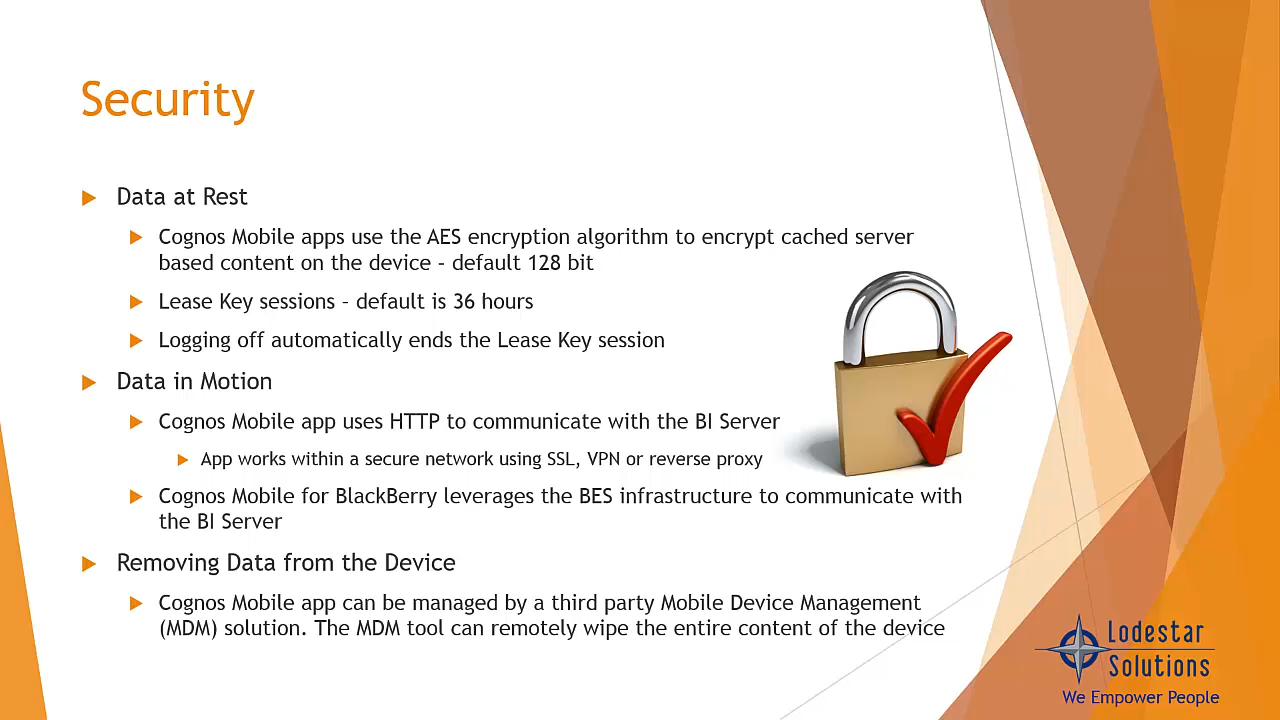 Security
Data at Rest
Cognos Mobile apps use the AES encryption algorithm to encrypt cached server
based content on the device – default 128 bit
Lease Key sessions – default is 36 hours
Logging off automatically ends the Lease Key session
Data in Motion
Cognos Mobile app uses HTTP to communicate with the BI Server
App works within a secure network using SSL, VPN or reverse proxy
Cognos Mobile for BlackBerry leverages the BES infrastructure to communicate with
the BI Server
Removing Data from the Device
Cognos Mobile app can be managed by a third party Mobile Device Management
(MDM) solution. The MDM tool can remotely wipe the entire content of the device
Lodestar
Solutions
We Empower People